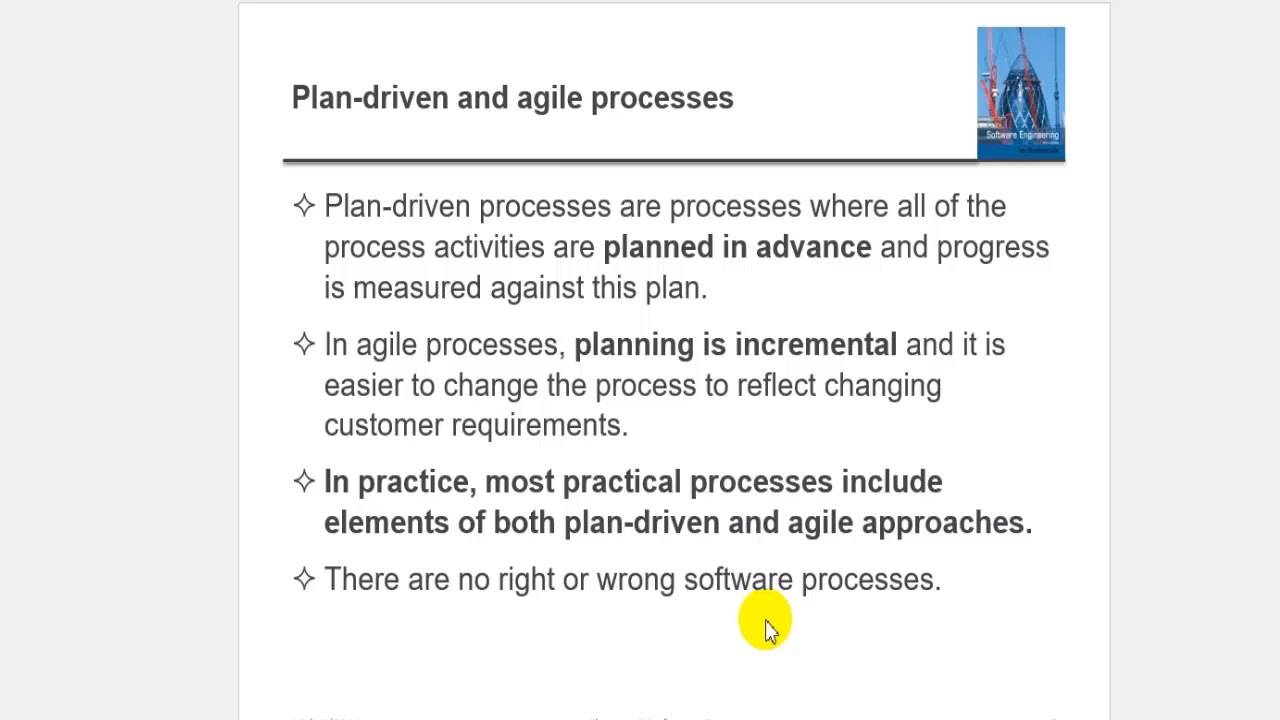 Plan-driven and agile processes
Software Engineering
Plan-driven processes are processes where all of the
process activities are planned in advance and progress
is measured against this plan.
In agile processes, planning is incremental and it is
easier to change the process to reflect changing
customer requirements.
In practice, most practical processes include
elements of both plan-driven and agile approaches.
There are no right or wrong software processes.